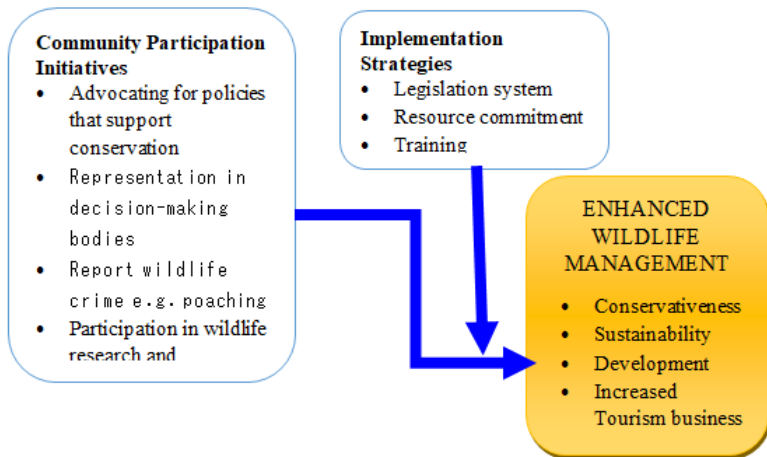 Community Participation
Initiatives
• Advocating for policies
that support
conservation
• Representation in
decision-making
bodies
• Report wildlife
crime e.g. poaching
• Participation in wildlife
research and
Implementation
Strategies
• Legislation system
• Resource commitment
• Training
ENHANCED
WILDLIFE
MANAGEMENT
• Conservativeness
• Sustainability
• Development
• Increased
Tourism business